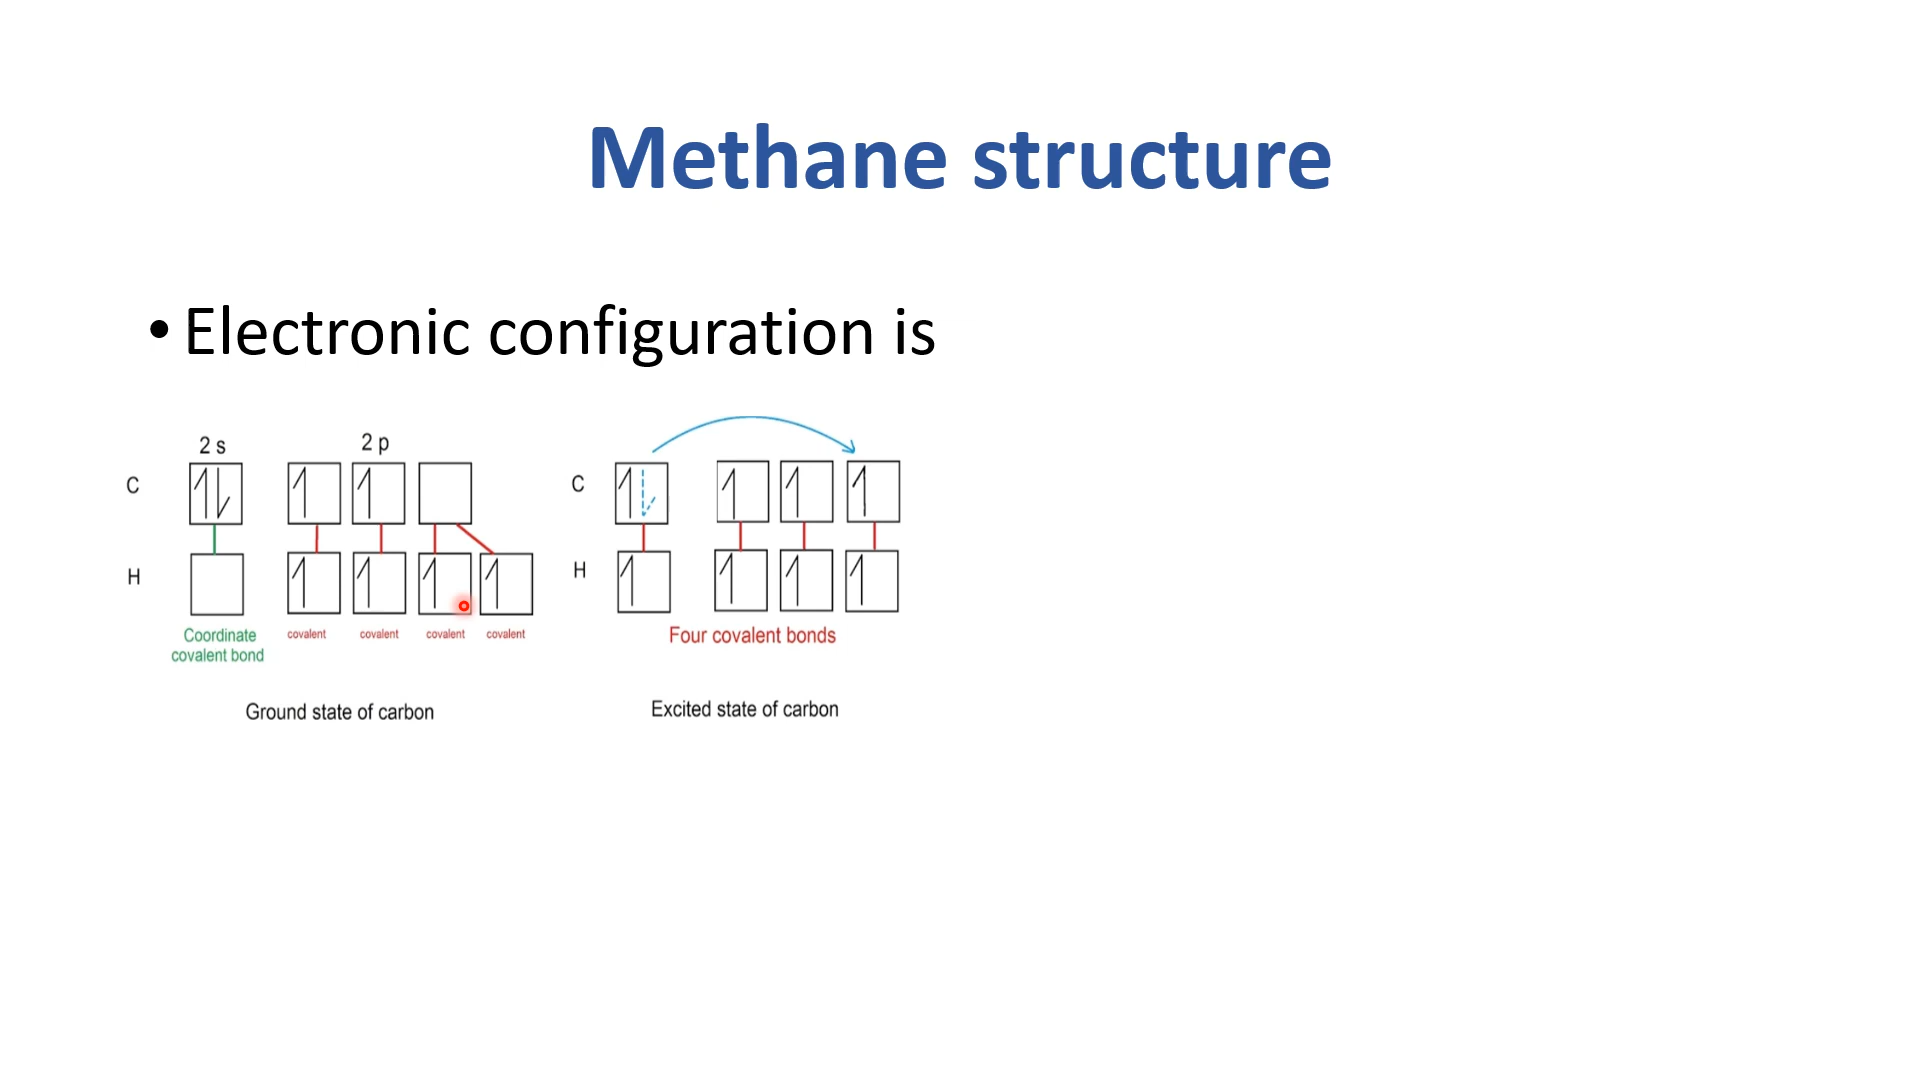 Methane structure
• Electronic configuration is
2 s
2 p
C
H
Coordinate
covalent bond
covalent covalent covalent covalent
Ground state of carbon
C
H
Four covalent bonds
Excited state of carbon